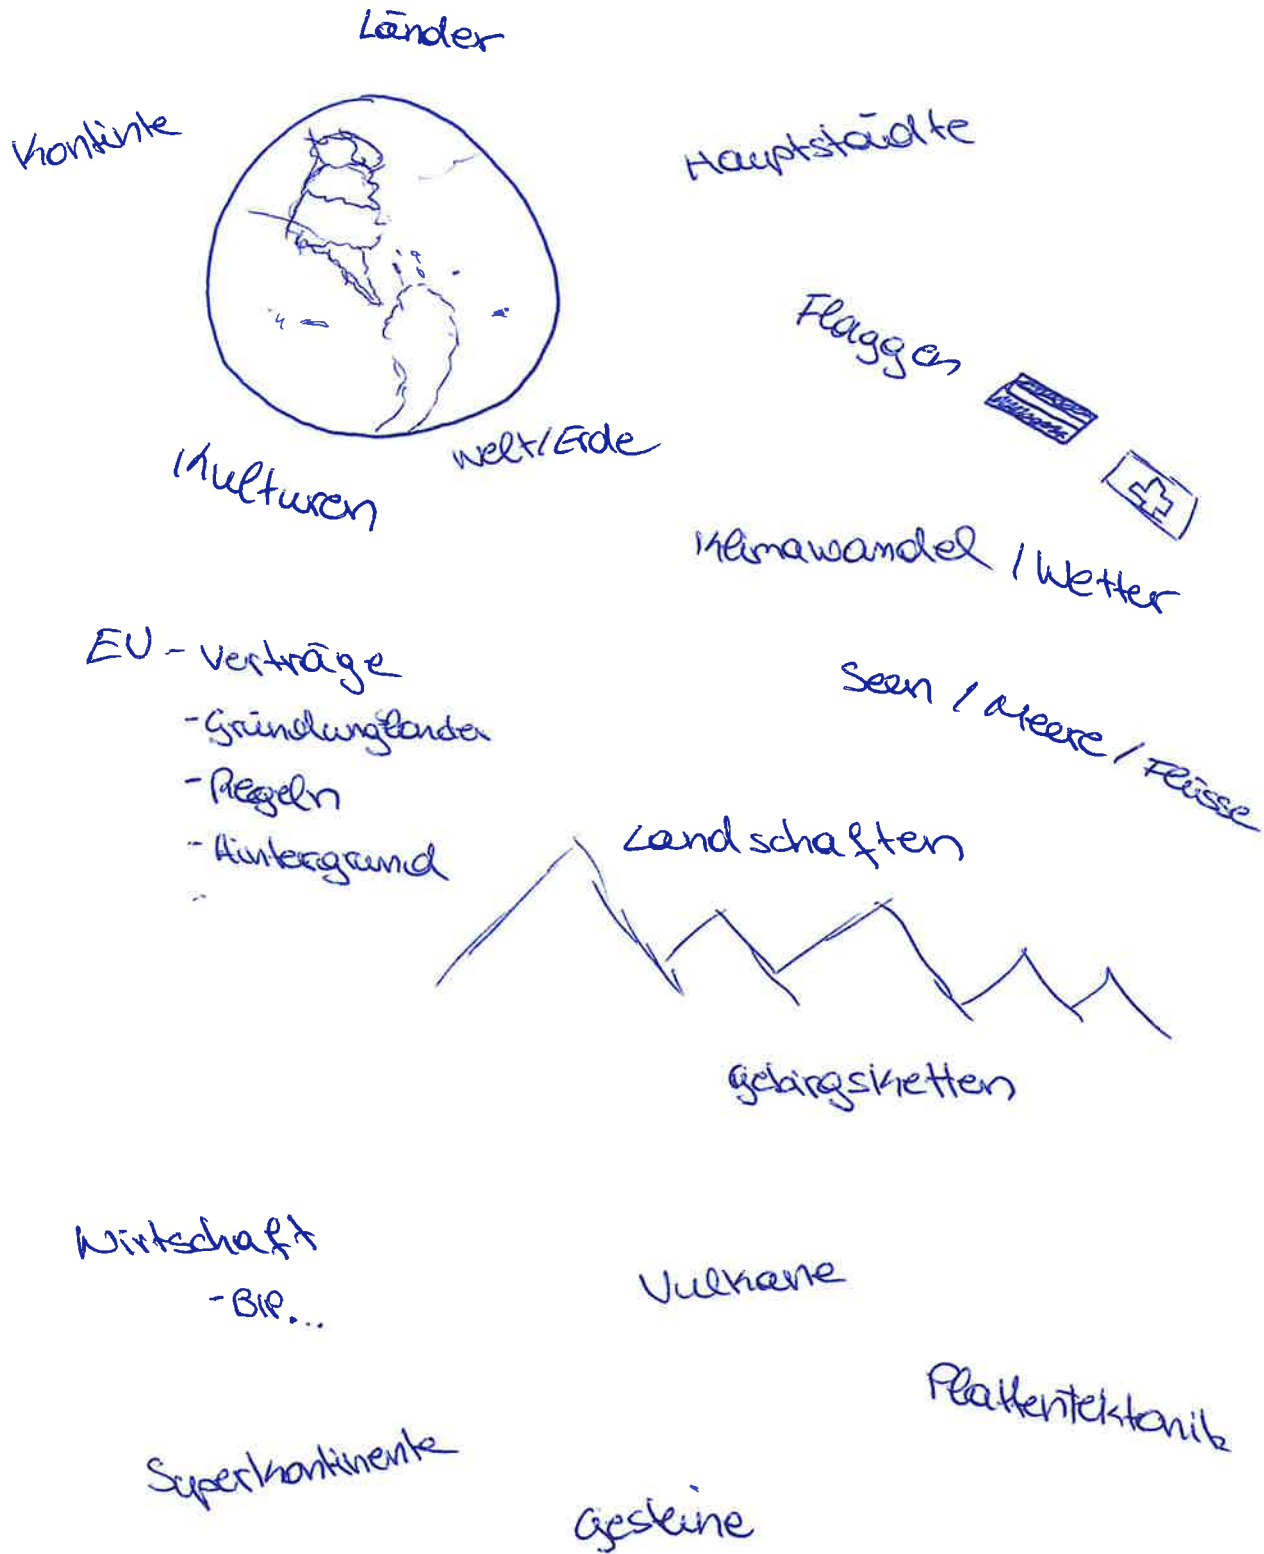 Länder
Kontinte
Hauptstädte
Flaggen
Welt/Erde
Kulturen
Klimawandel / Wetter
EU - Verträge
- Gründungländer
- Regeln
- Hintergrund
Seen / Meere / Flüsse
Landschaften
Gebirgsketten
Wirtschaft
- BIP...
Vulkane
Plattentektonik
Superkontinente
Gesteine